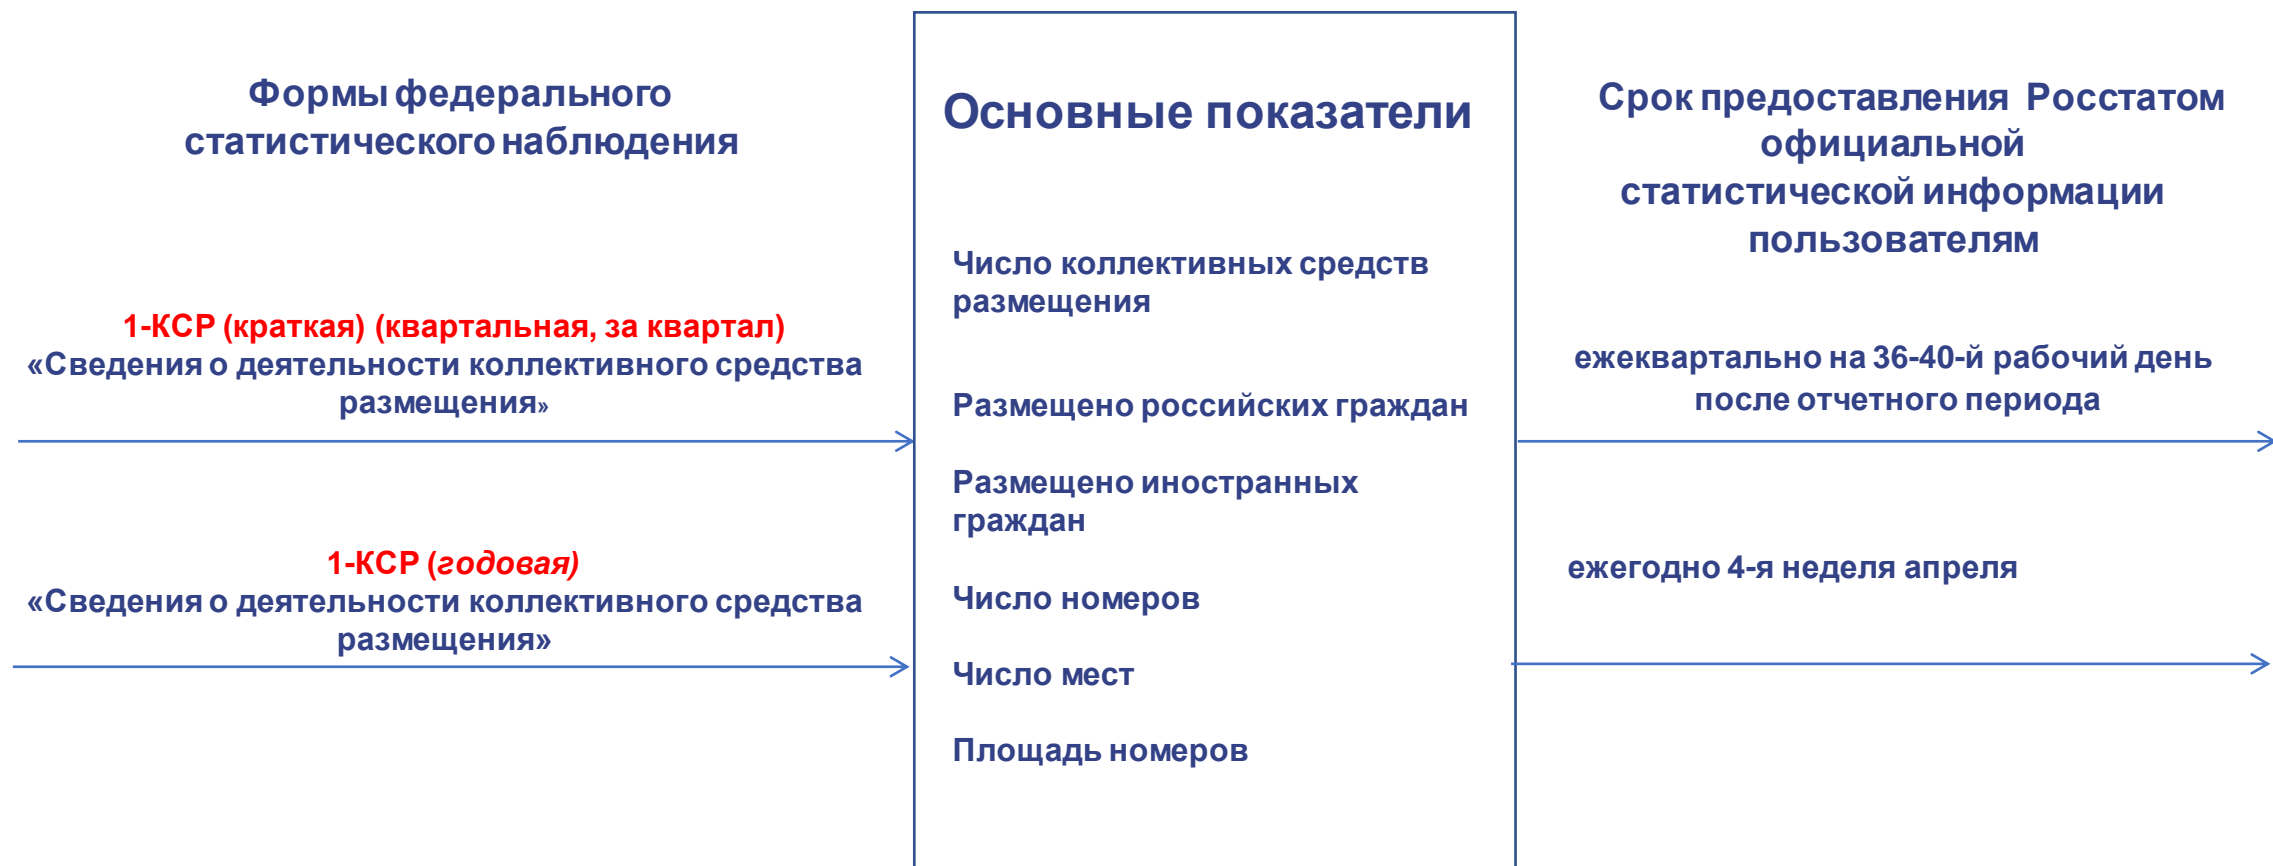 Формы федерального
статистического наблюдения
1-КСР (краткая) (квартальная, за квартал)
«Сведения о деятельности коллективного средства
размещения»
1-КСР (годовая)
«Сведения о деятельности коллективного средства
размещения»
Основные показатели
Число коллективных средств
размещения
Размещено российских граждан
Размещено иностранных
граждан
Число номеров
Число мест
Площадь номеров
Срок предоставления Росстатом
официальной
статистической информации
пользователям
ежеквартально на 36-40-й рабочий день
после отчетного периода
ежегодно 4-я неделя апреля